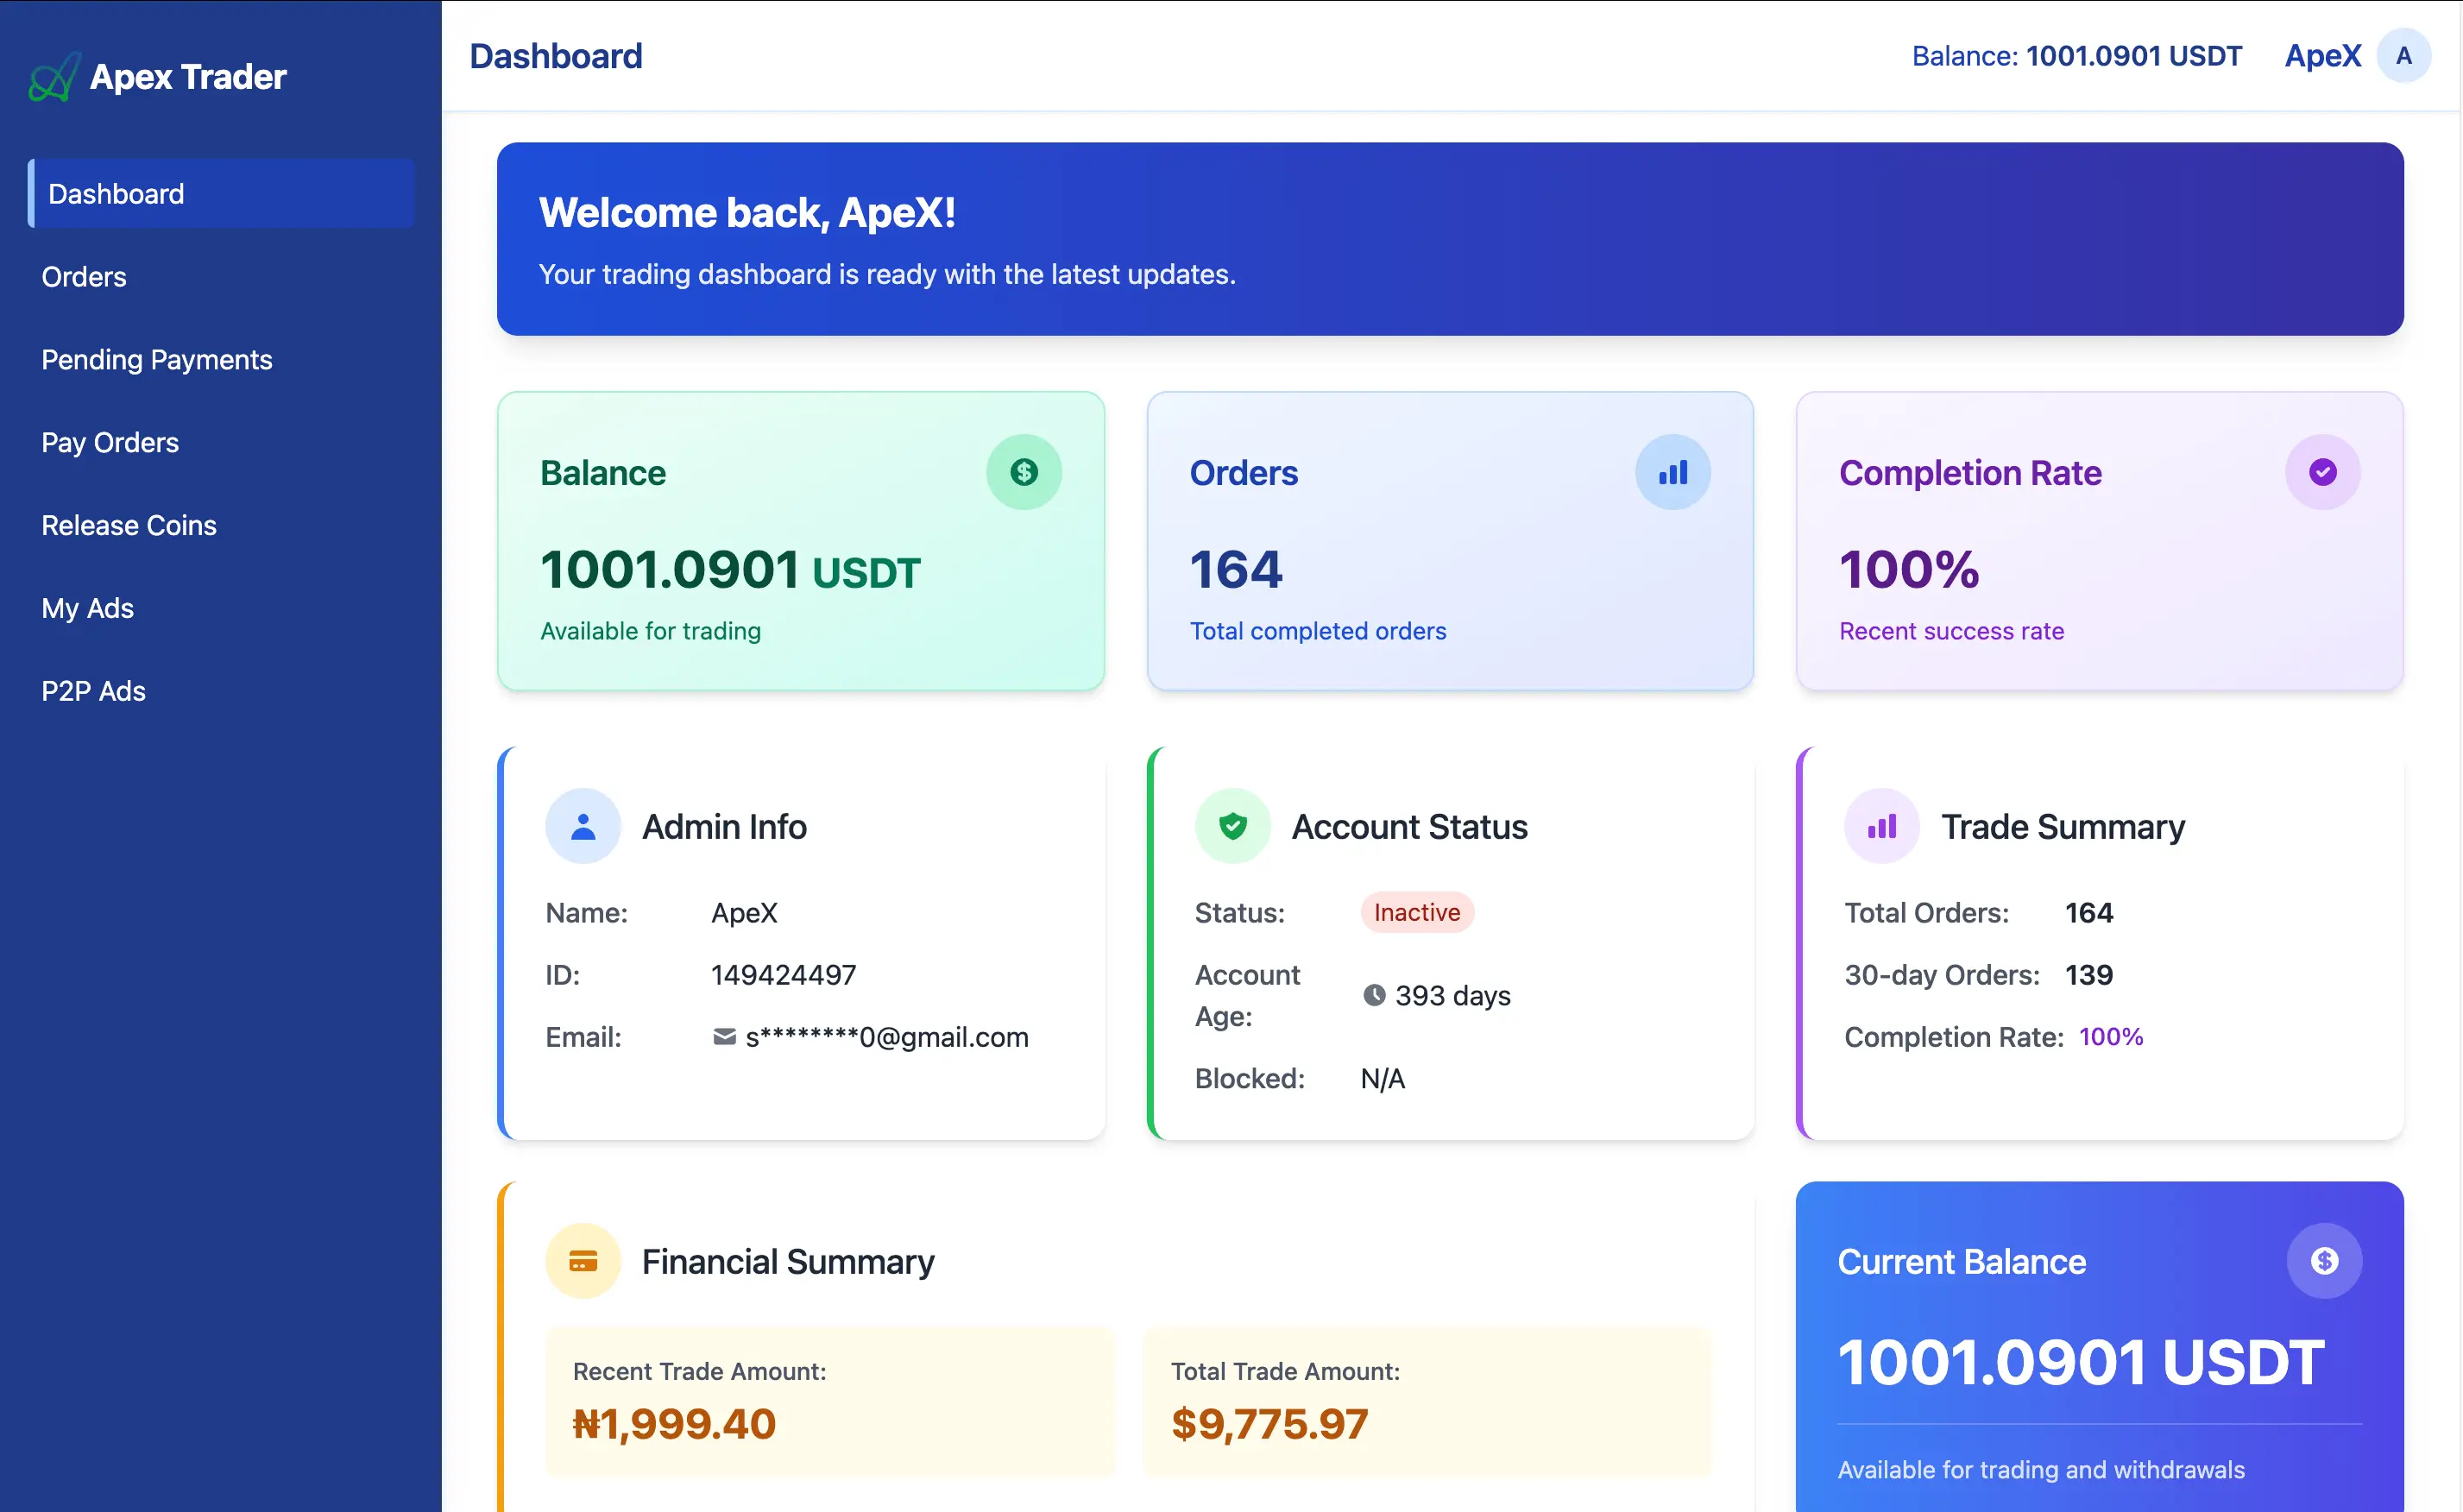 Apex Trader
Dashboard
Orders
Pending Payments
Pay Orders
Release Coins
My Ads
P2P Ads
Dashboard
Balance: 1001.0901 USDT
ApeX
A
Welcome back, ApeX!
Your trading dashboard is ready with the latest updates.
Balance
$
1001.0901 USDT
Available for trading
Orders
164
Total completed orders
Completion Rate
100%
Recent success rate
Admin Info
Name: ApeX
ID: 149424497
Email: s********0@gmail.com
Account Status
Status: Inactive
Account
Age:
393 days
Blocked: N/A
Trade Summary
Total Orders: 164
30-day Orders: 139
Completion Rate: 100%
Financial Summary
Recent Trade Amount:
₦1,999.40
Total Trade Amount:
$9,775.97
Current Balance
$
1001.0901 USDT
Available for trading and withdrawals